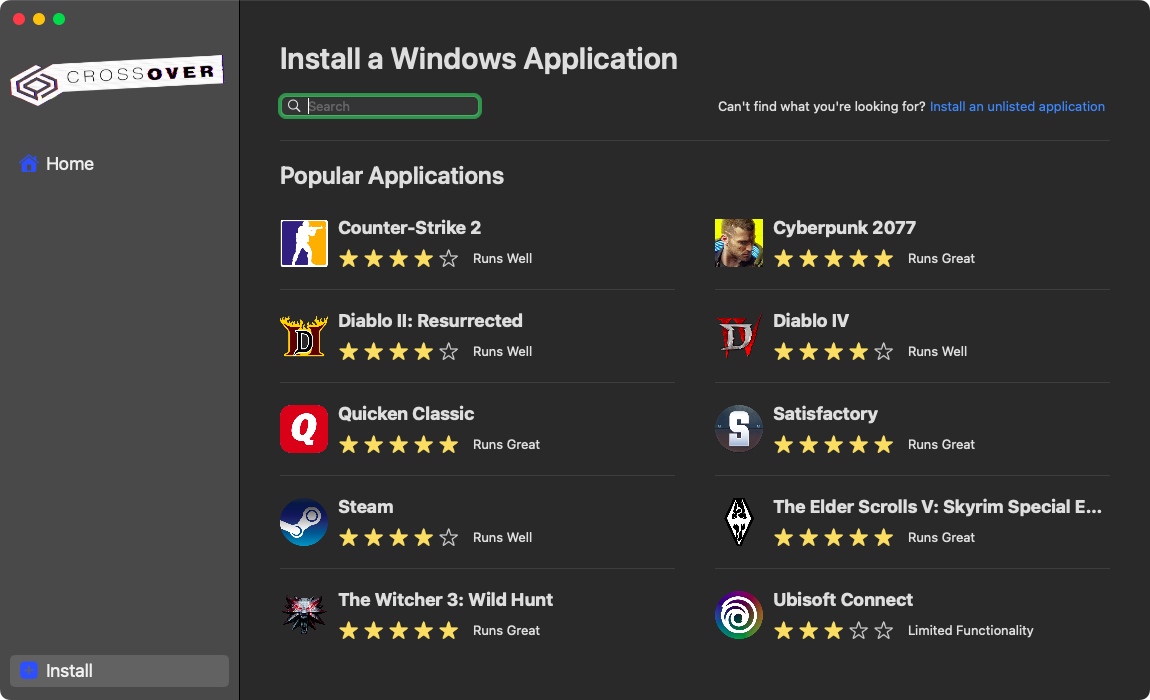 CROSSOVER
Home
Install
Install a Windows Application
Search
Can't find what you're looking for? Install an unlisted application
Popular Applications
Counter-Strike 2
Runs Well
Cyberpunk 2077
Runs Great
Diablo II: Resurrected
Runs Well
Diablo IV
Runs Well
Quicken Classic
Runs Great
Satisfactory
Runs Great
Steam
Runs Well
The Elder Scrolls V: Skyrim Special E...
Runs Great
The Witcher 3: Wild Hunt
Runs Great
Ubisoft Connect
Limited Functionality